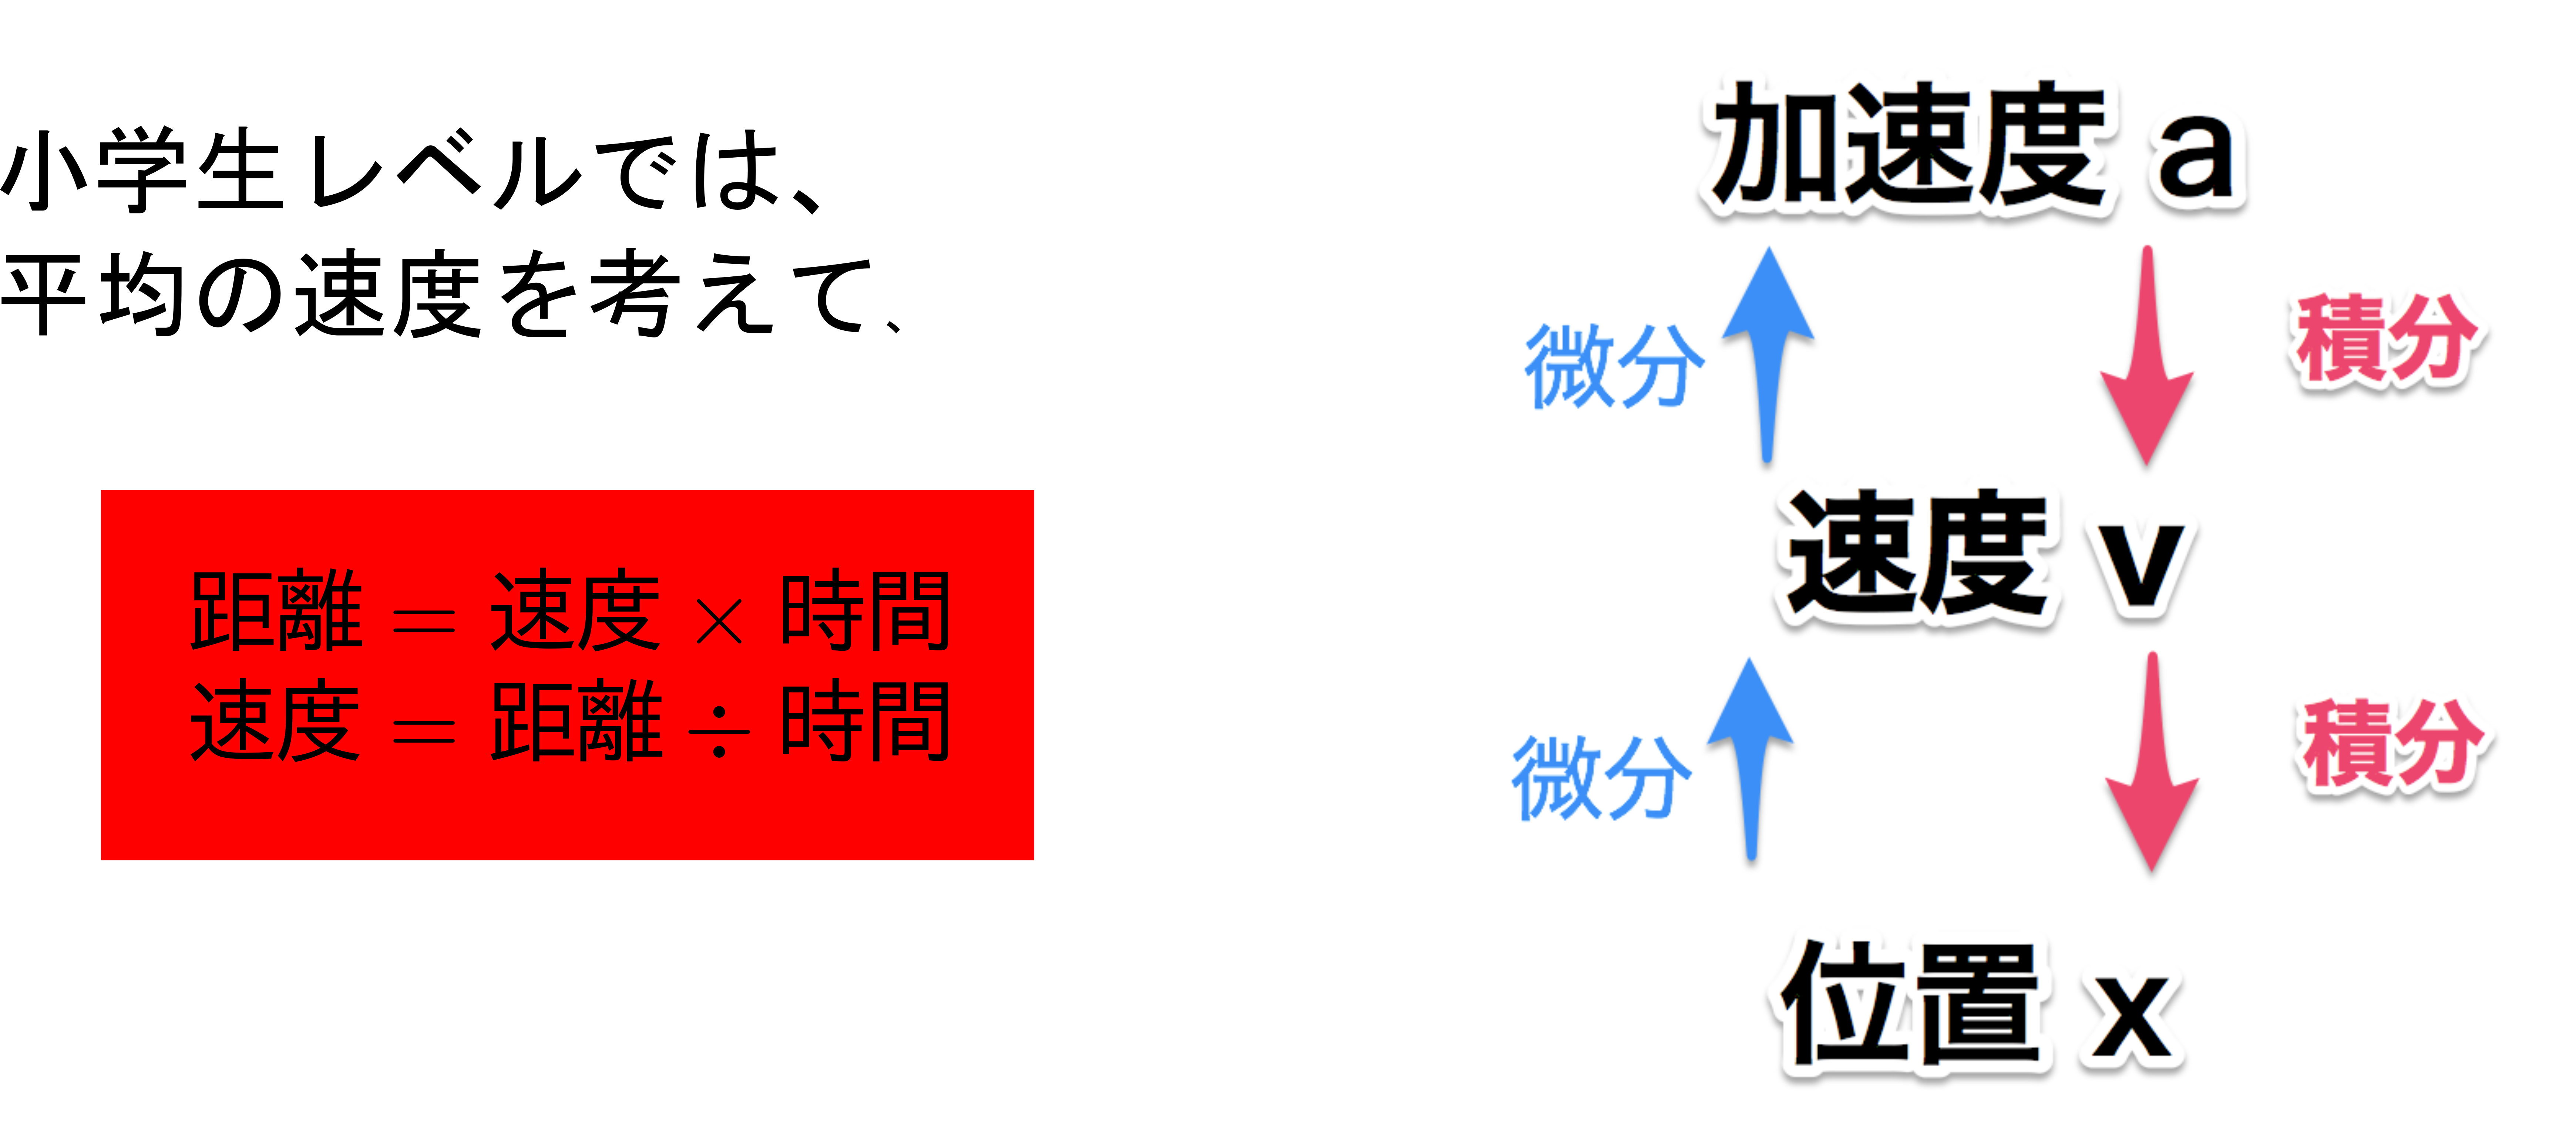 小学生レベルでは、
平均の速度を考えて、
距離 = 速度 × 時間
速度 = 距離 ÷ 時間
加速度 a
微分
積分
速度 v
微分
積分
位置 x